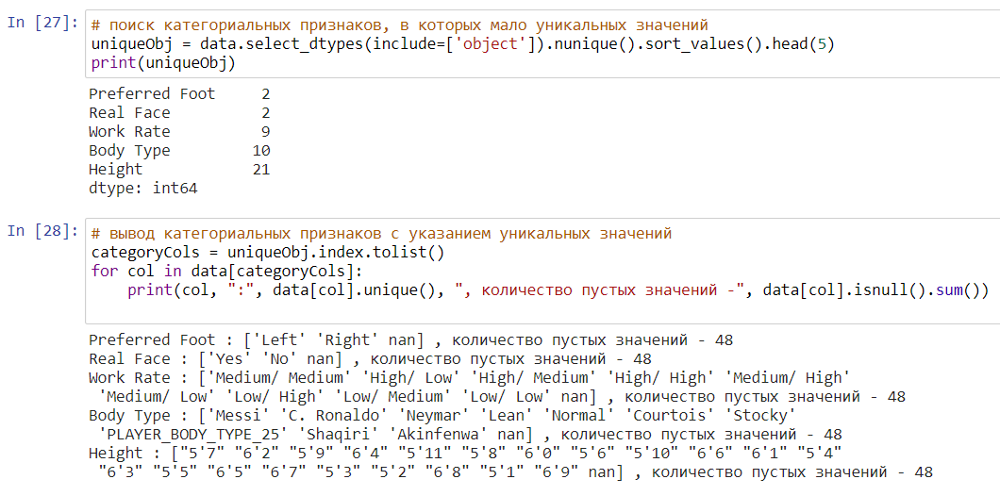 In [27]: # поиск категориальных признаков, в которых мало уникальных значений
uniqueObj = data.select_dtypes(include=['object']).nunique().sort_values().head(5)
print(uniqueObj)
Preferred Foot 2
Real Face 2
Work Rate 9
Body Type 10
Height 21
dtype: int64
In [28]: # вывод категориальных признаков с указанием уникальных значений
categoryCols = uniqueObj.index.tolist()
for col in data[categoryCols]:
print(col, ":", data[col].unique(), ", количество пустых значений -", data[col].isnull().sum())
Preferred Foot : ['Left' 'Right' nan] , количество пустых значений - 48
Real Face : ['Yes' 'No' nan] , количество пустых значений - 48
Work Rate : ['Medium/ Medium' 'High/ Low' 'High/ Medium' 'High/ High' 'Medium/ High'
'Medium/ Low' 'Low/ High' 'Low/ Medium' 'Low/ Low' nan] , количество пустых значений - 48
Body Type : ['Messi' 'C. Ronaldo' 'Neymar' 'Lean' 'Normal' 'Courtois' 'Stocky'
'PLAYER_BODY_TYPE_25' 'Shaqiri' 'Akinfenwa' nan] , количество пустых значений - 48
Height : ["5'7" "6'2" "5'9" "6'4" "5'11" "5'8" "6'0" "5'6" "5'10" "6'6" "6'1" "5'4"
"6'3" "5'5" "6'5" "6'7" "5'3" "5'2" "6'8" "5'1" "6'9" nan] , количество пустых значений - 48